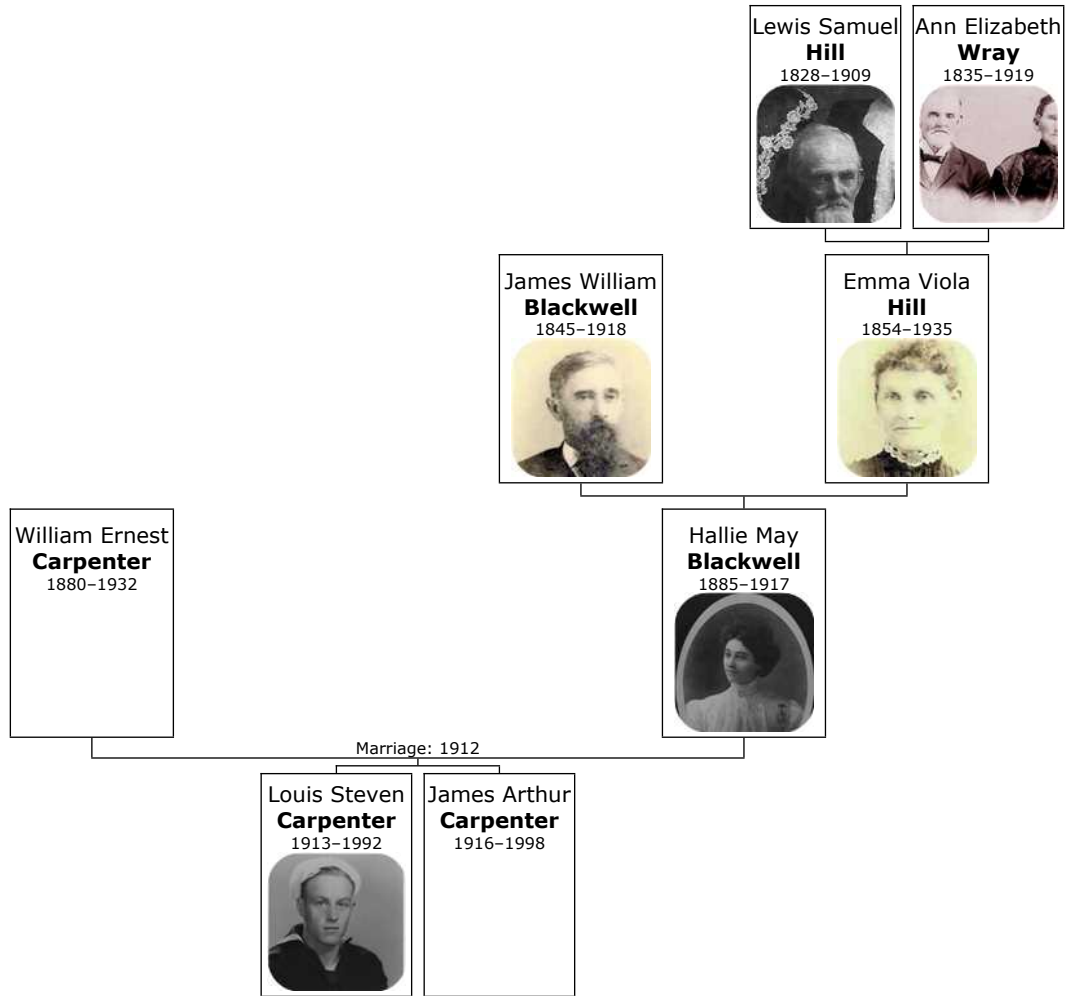 Lewis Samuel
Hill
1828–1909
Ann Elizabeth
Wray
1835–1919
James William
Blackwell
1845–1918
Emma Viola
Hill
1854–1935
William Ernest
Carpenter
1880–1932
Hallie May
Blackwell
1885–1917
Marriage: 1912
Louis Steven
Carpenter
1913–1992
James Arthur
Carpenter
1916–1998